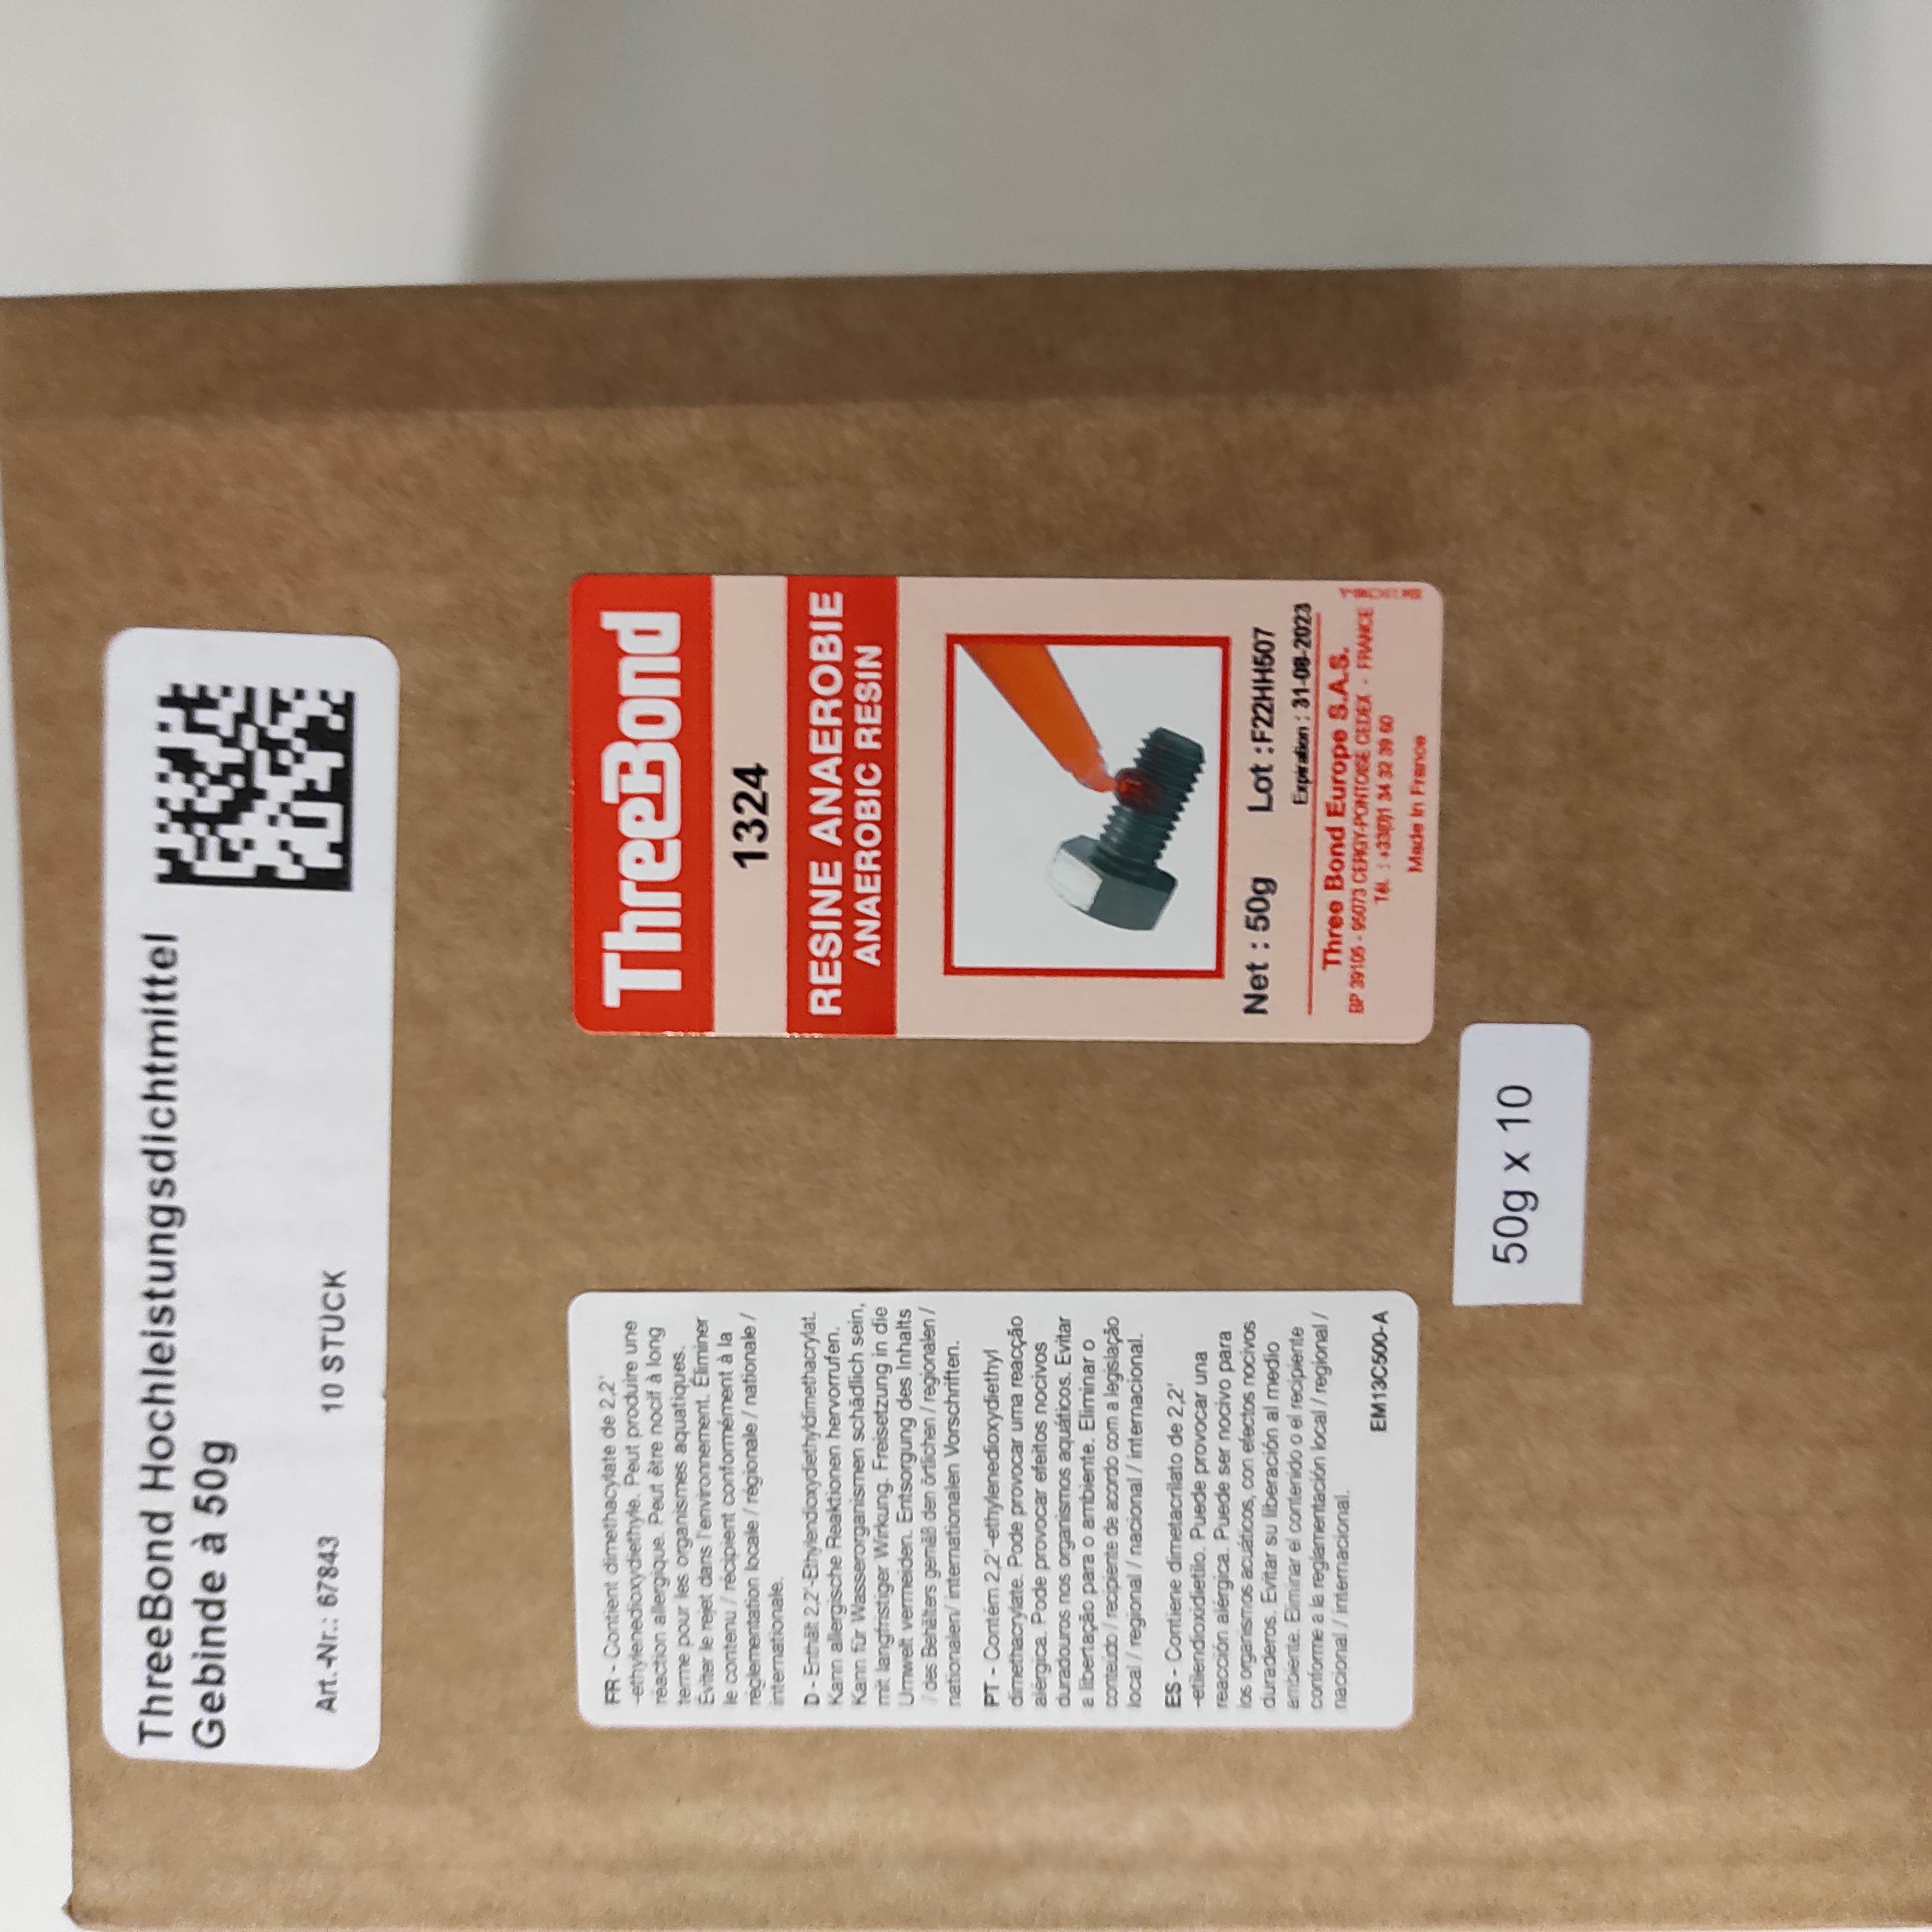 ThreeBond Hochleistungsdichtmittel
Gebinde à 50g
Art.-Nr.: 67843 10 STÜCK
FR - Contient dimethacylate de 2,2'
-ethylenedioxydiethyle. Peut produire une
réaction allergique. Peut être nocif à long
terme pour les organismes aquatiques.
Éviter le rejet dans l'environnement. Éliminer
le contenu / récipient conformément à la
réglementation locale / régionale / nationale /
internationale.
D - Enthält 2,2'-Ethylendioxydiethyldimethacrylat.
Kann allergische Reaktionen hervorrufen.
Kann für Wasserorganismen schädlich sein,
mit langfristiger Wirkung. Freisetzung in die
Umwelt vermeiden. Entsorgung des Inhalts
/ des Behälters gemäß den örtlichen / regionalen /
nationalen/ internationalen Vorschriften.
PT - Contém 2,2'-ethylenedioxydiethyl
dimethacrylate. Pode provocar uma reacção
alérgica. Pode provocar efeitos nocivos
duradouros nos organismos aquáticos. Evitar
a libertação para o ambiente. Eliminar o
conteúdo / recipiente de acordo com a legislação
local / regional / nacional / internacional.
ES - Contiene dimetacrilato de 2,2'
-etilendioxidietilo. Puede provocar una
reacción alérgica. Puede ser nocivo para
los organismos acuáticos, con efectos nocivos
duraderos. Evitar su liberación al medio
ambiente. Eliminar el contenido o el recipiente
conforme a la reglamentación local / regional /
nacional / internacional.
EM13C500-A
ThreeBond
1324
RESINE ANAEROBIE
ANAEROBIC RESIN
Net : 50g Lot : F22HH507
Expiration : 31-08-2023
Three Bond Europe S.A.S.
BP 39105 - 95073 CERGY-PONTOISE CEDEX - FRANCE
Tél. : +33(0)1 34 32 39 60
Made in France
50g x 10